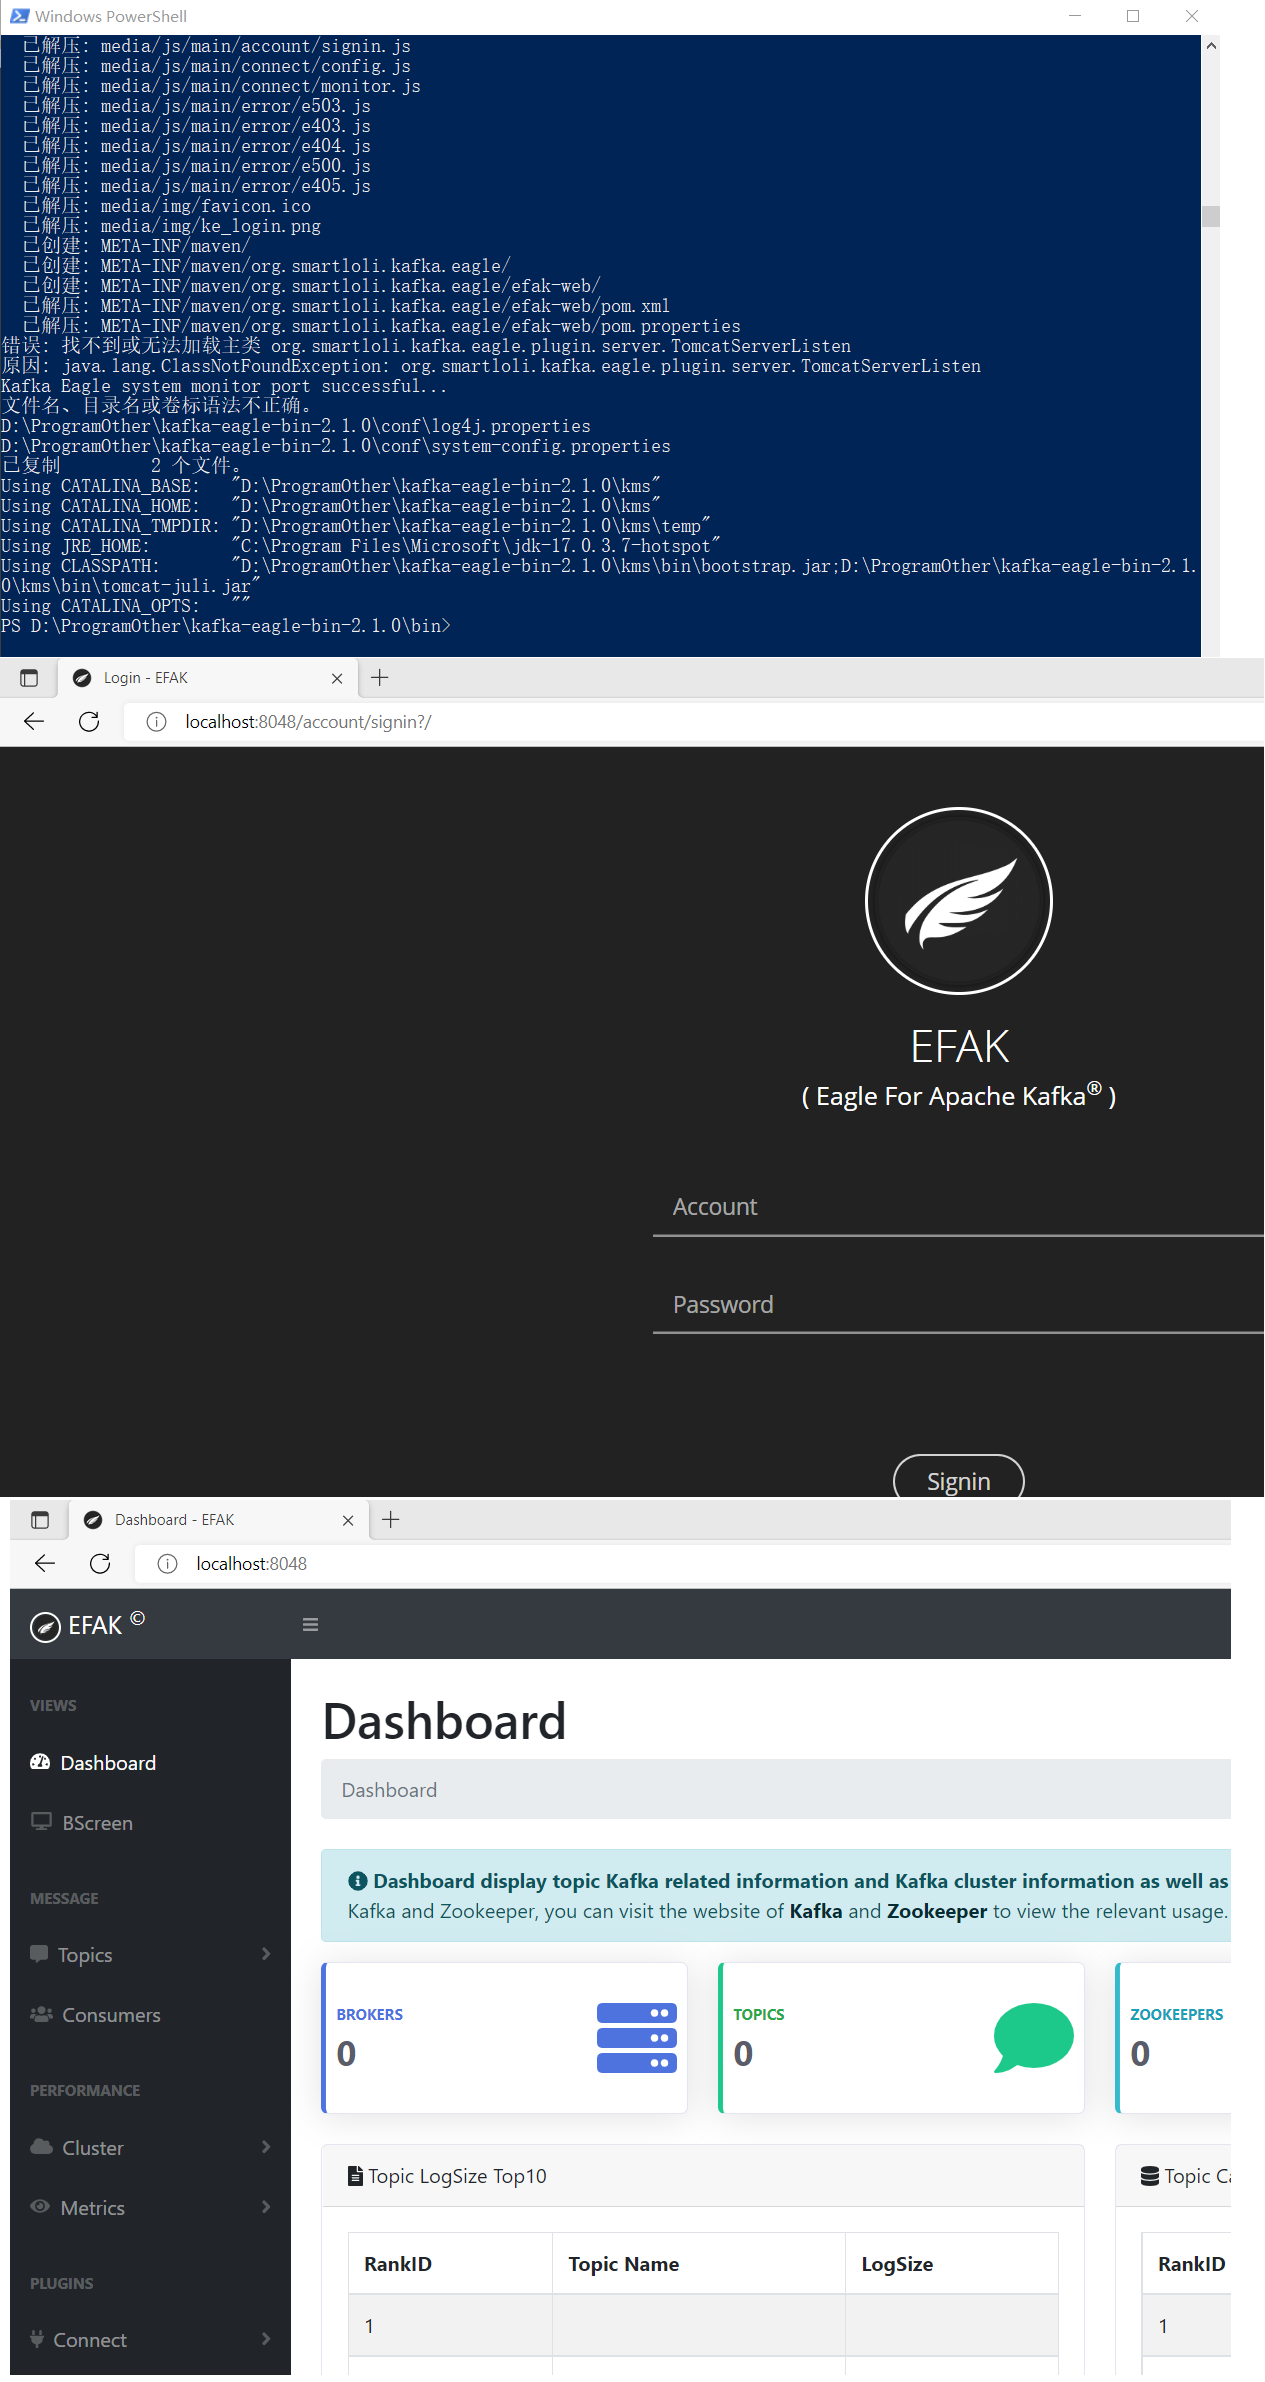 Windows PowerShell
已解压: media/js/main/account/signin.js
已解压: media/js/main/connect/config.js
已解压: media/js/main/connect/monitor.js
已解压: media/js/main/error/e503.js
已解压: media/js/main/error/e403.js
已解压: media/js/main/error/e404.js
已解压: media/js/main/error/e500.js
已解压: media/js/main/error/e405.js
已解压: media/img/favicon.ico
已解压: media/img/ke_login.png
已创建: META-INF/maven/
已创建: META-INF/maven/org.smartloli.kafka.eagle/
已创建: META-INF/maven/org.smartloli.kafka.eagle/efak-web/
已解压: META-INF/maven/org.smartloli.kafka.eagle/efak-web/pom.xml
已解压: META-INF/maven/org.smartloli.kafka.eagle/efak-web/pom.properties
错误: 找不到或无法加载主类 org.smartloli.kafka.eagle.plugin.server.TomcatServerListen
原因: java.lang.ClassNotFoundException: org.smartloli.kafka.eagle.plugin.server.TomcatServerListen
Kafka Eagle system monitor port successful...
文件名、目录名或卷标语法不正确。
D:\ProgramOther\kafka-eagle-bin-2.1.0\conf\log4j.properties
D:\ProgramOther\kafka-eagle-bin-2.1.0\conf\system-config.properties
已复制         2 个文件。
Using CATALINA_BASE:   "D:\ProgramOther\kafka-eagle-bin-2.1.0\kms"
Using CATALINA_HOME:   "D:\ProgramOther\kafka-eagle-bin-2.1.0\kms"
Using CATALINA_TMPDIR: "D:\ProgramOther\kafka-eagle-bin-2.1.0\kms\temp"
Using JRE_HOME:        "C:\Program Files\Microsoft\jdk-17.0.3.7-hotspot"
Using CLASSPATH:       "D:\ProgramOther\kafka-eagle-bin-2.1.0\kms\bin\bootstrap.jar;D:\ProgramOther\kafka-eagle-bin-2.1.
0\kms\bin\tomcat-juli.jar"
Using CATALINA_OPTS:   ""
PS D:\ProgramOther\kafka-eagle-bin-2.1.0\bin>
Login - EFAK
localhost:8048/account/signin?/
EFAK
( Eagle For Apache Kafka® )
Account
Password
Signin
Dashboard - EFAK
localhost:8048
EFAK ©
VIEWS
Dashboard
BScreen
MESSAGE
Topics
Consumers
PERFORMANCE
Cluster
Metrics
PLUGINS
Connect
Dashboard
Dashboard
Dashboard display topic Kafka related information and Kafka cluster information as well as
Kafka and Zookeeper, you can visit the website of Kafka and Zookeeper to view the relevant usage.
BROKERS
0
TOPICS
0
ZOOKEEPERS
0
Topic LogSize Top10
RankID Topic Name LogSize
1
Topic
RankID
1